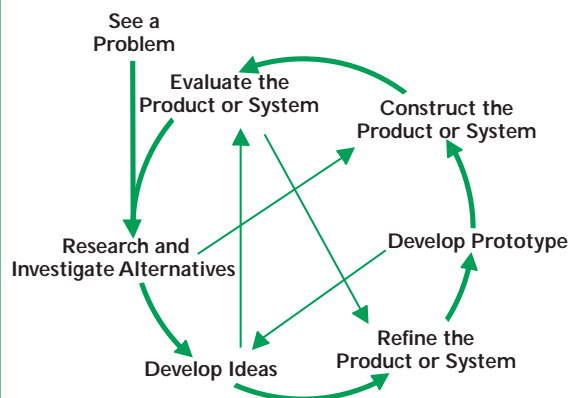 See a
Problem
Evaluate the
Product or System
Construct the
Product or System
Research and
Investigate Alternatives
Develop Prototype
Refine the
Product or System
Develop Ideas